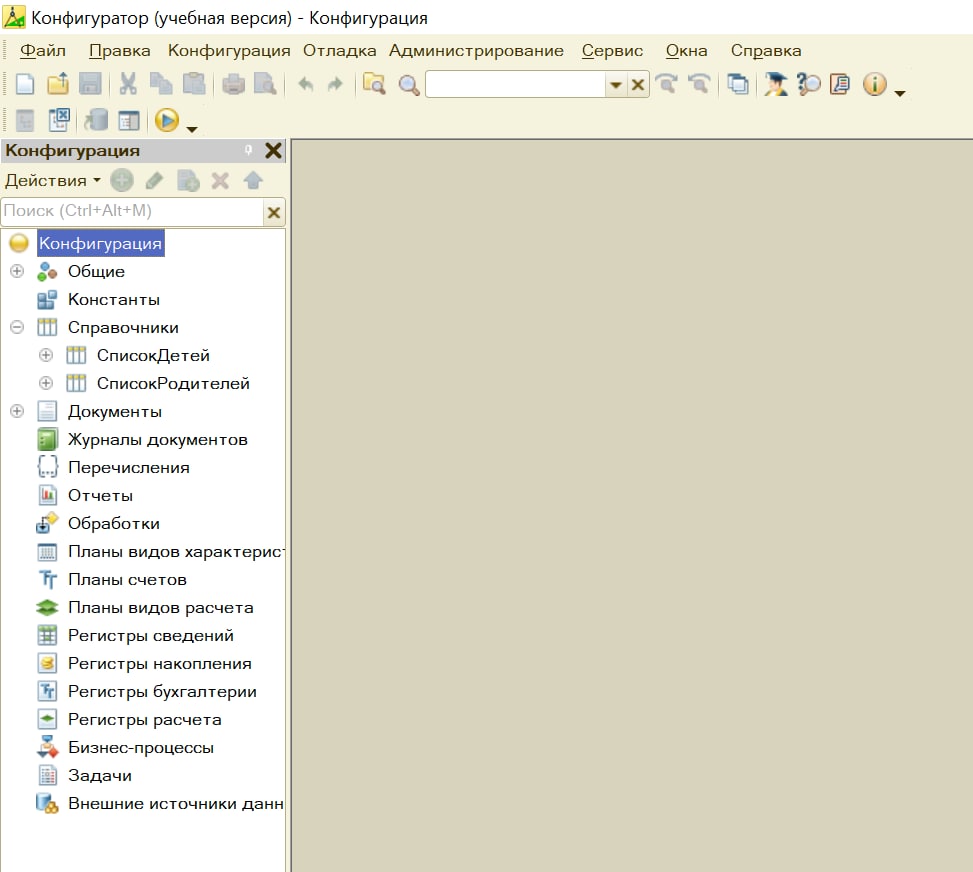 Конфигуратор (учебная версия) - Конфигурация
Файл Правка Конфигурация Отладка Администрирование Сервис Окна Справка
Конфигурация
Действия
Поиск (Ctrl+Alt+M)
Конфигурация
Общие
Константы
Справочники
СписокДетей
СписокРодителей
Документы
Журналы документов
Перечисления
Отчеты
Обработки
Планы видов характерист
Планы счетов
Планы видов расчета
Регистры сведений
Регистры накопления
Регистры бухгалтерии
Регистры расчета
Бизнес-процессы
Задачи
Внешние источники данн